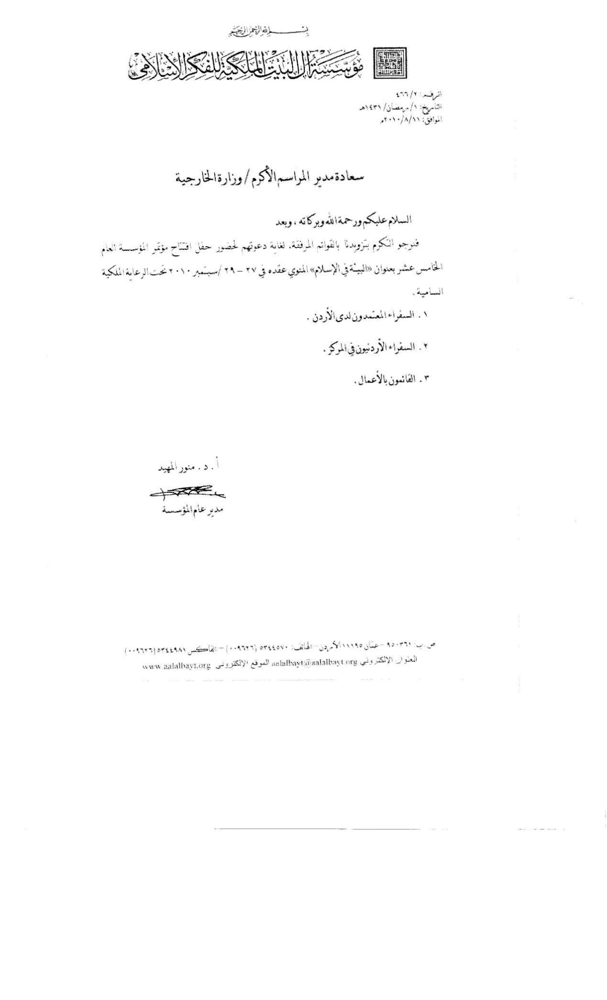 بسم الله الرحمن الرحيم
مؤسسة آل البيت الملكية للفكر الإسلامي
الرقم: ٤٦٦/٢
التاريخ: ١/رمضان/١٤٣١هـ
الموافق: ٢٠١٠/٨/١١م
سعادة مدير المراسم الأكرم / وزارة الخارجية
السلام عليكم ورحمة الله وبركاته ، وبعد
فنرجو التكرم بتزويدنا بالقوائم المرفقة، لغاية دعوتهم لحضور حفل افتتاح مؤتمر المؤسسة العام
الخامس عشر بعنوان «البيئة في الإسلام» المنوي عقده في ٢٧ - ٢٩ /سبتمبر ٢٠١٠ تحت الرعاية الملكية
السامية .
١. السفراء المعتمدون لدى الأردن .
٢. السفراء الأردنيون في المركز .
٣. القائمون بالأعمال .
أ . د . منور المهيد
مدير عام المؤسسة
ص.ب: ٩٥٠٣٦١ - عمّان ١١١٩٥ الأردن - الهاتف: ٥٣٤٤٥٧٠ (٠٠٩٦٢٦) - الفاكس ٥٣٤٤٩٨١ (٠٠٩٦٢٦)
العنوان الإلكتروني aalalbayt@aalalbayt.org الموقع الإلكتروني www.aalalbayt.org